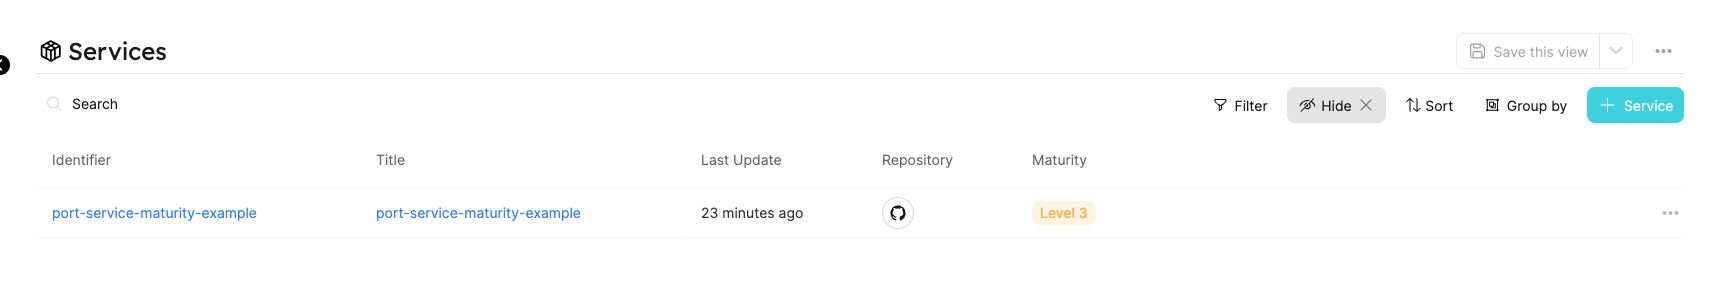 Services
Save this view
Search
Filter Hide Sort Group by Service
Identifier Title Last Update Repository Maturity
port-service-maturity-example port-service-maturity-example 23 minutes ago Level 3